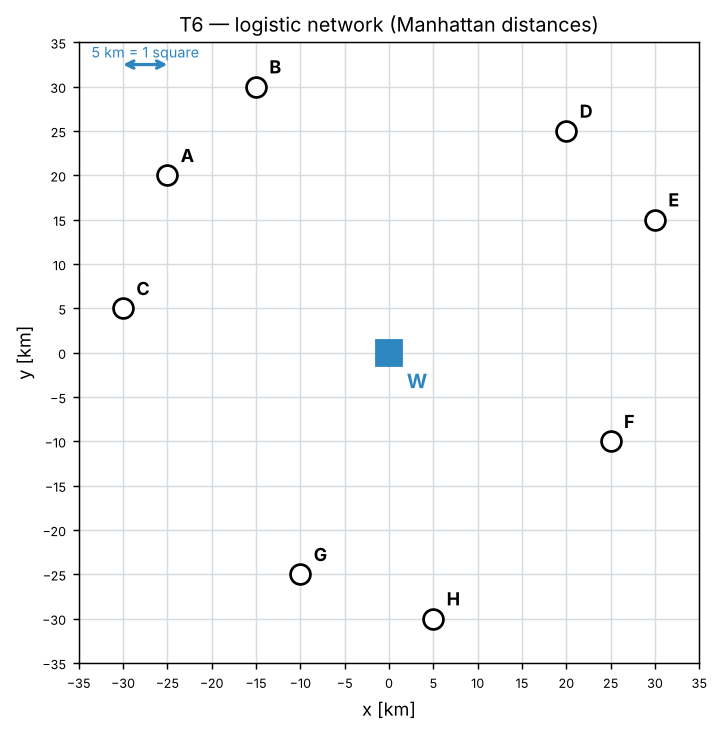 T6 — logistic network (Manhattan distances)
5 km = 1 square
B
D
A
E
C
W
F
G
H
y [km]
35
30
25
20
15
10
5
0
−5
−10
−15
−20
−25
−30
−35
−35 −30 −25 −20 −15 −10 −5 0 5 10 15 20 25 30 35
x [km]